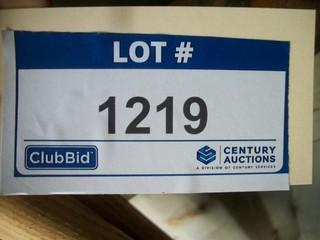 LOT #
1219
ClubBid
CENTURY
AUCTIONS
A DIVISION OF CENTURY SERVICES